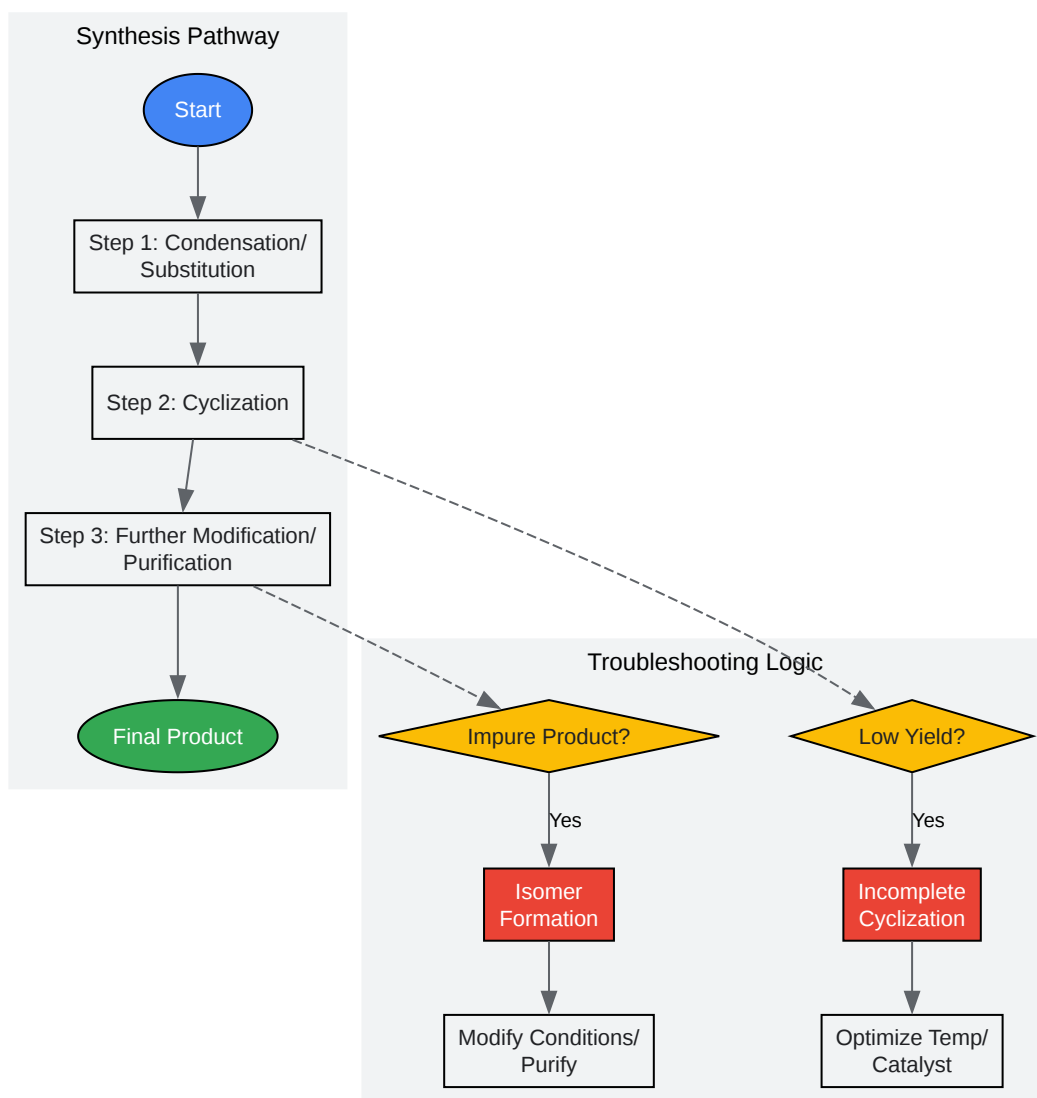 Synthesis Pathway
Start
Step 1: Condensation/
Substitution
Step 2: Cyclization
Step 3: Further Modification/
Purification
Final Product
Troubleshooting Logic
Impure Product?
Low Yield?
Yes
Yes
Isomer
Formation
Incomplete
Cyclization
Modify Conditions/
Purify
Optimize Temp/
Catalyst